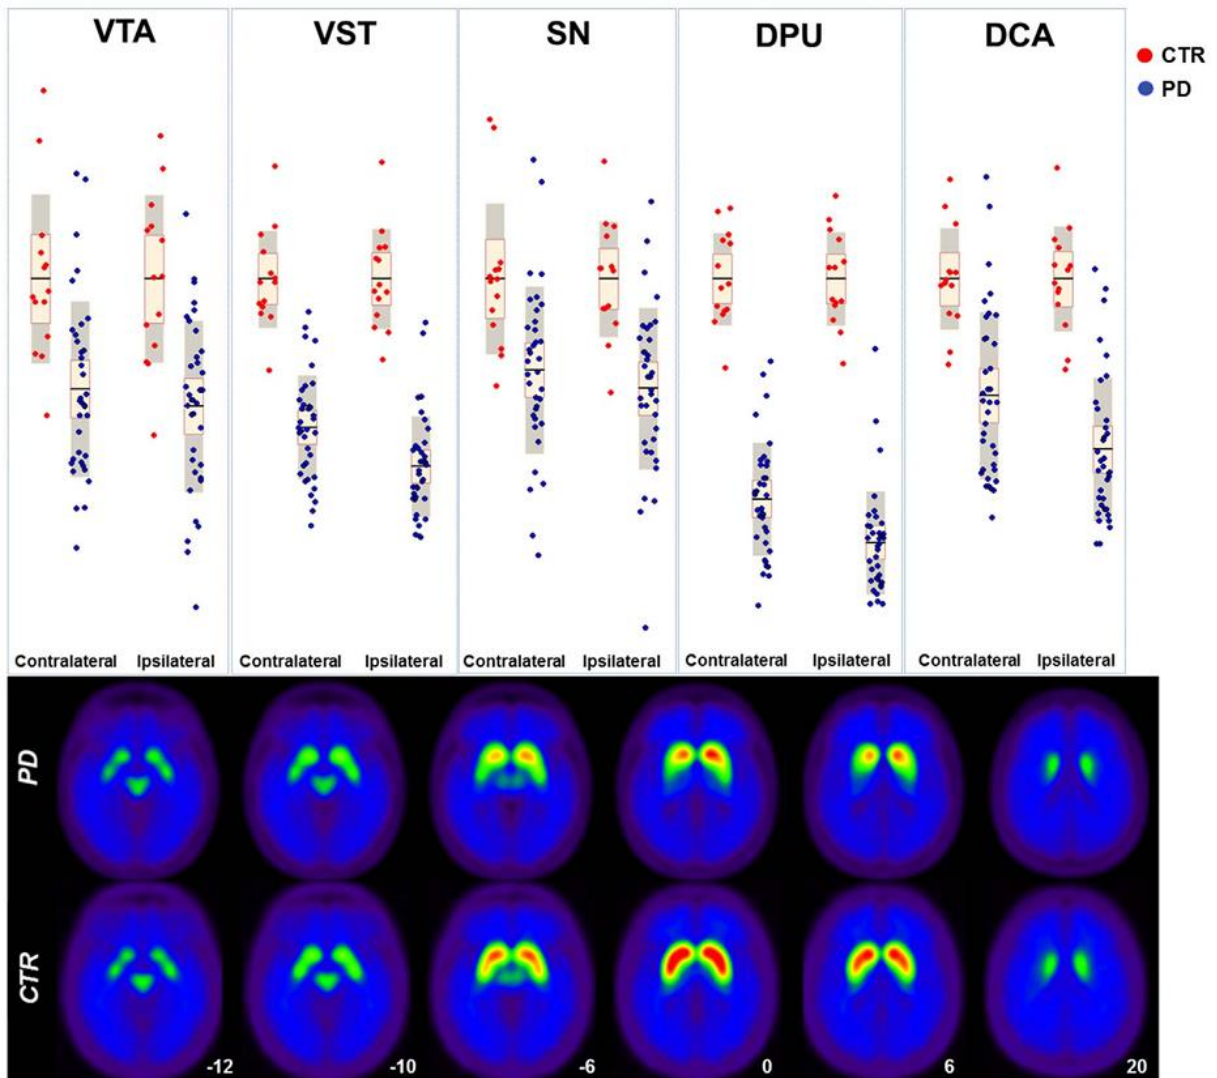 VTA VST SN DPU DCA
CTR
PD
Contralateral Ipsilateral Contralateral Ipsilateral Contralateral Ipsilateral Contralateral Ipsilateral Contralateral Ipsilateral
PD
CTR
-12 -10 -6 0 6 20